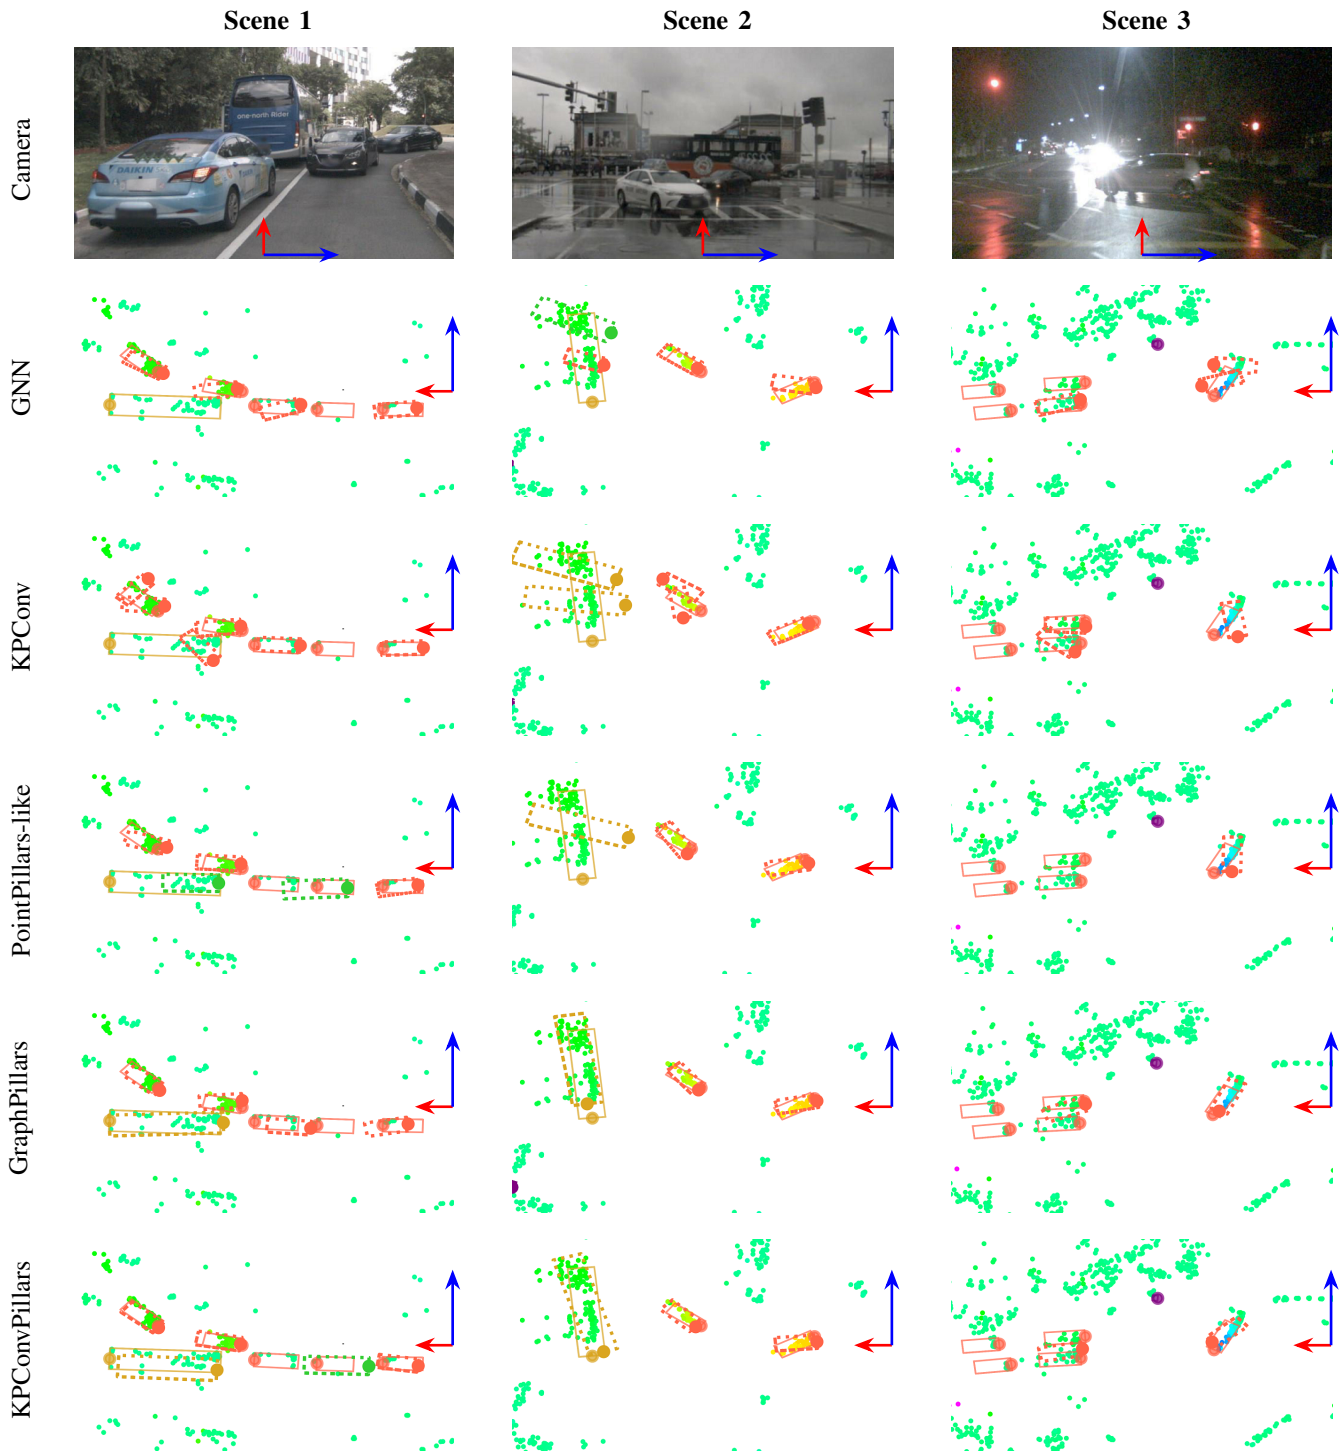 Scene 1 Scene 2 Scene 3
Camera
one-north Rider
DAIKIN
GNN
KPConv
PointPillars-like
GraphPillars
KPConvPillars